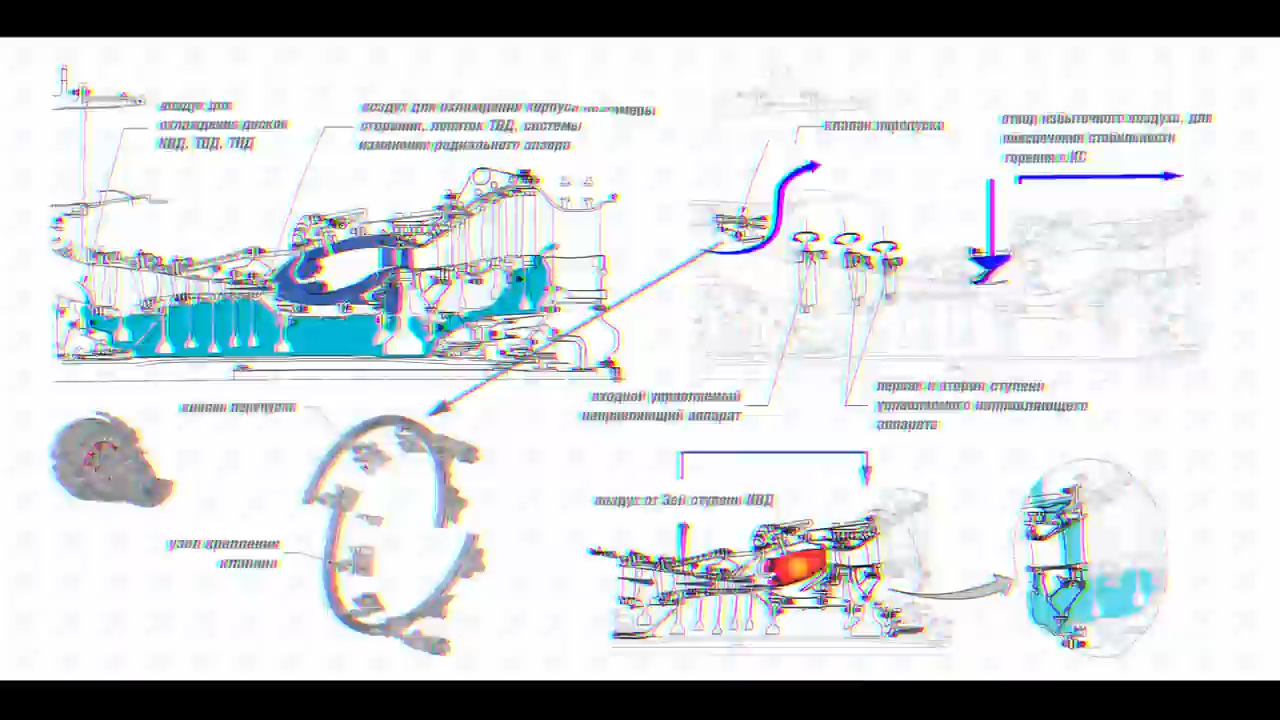 воздух для
охлаждения дисков
КВД, ТВД, ТНД
воздух для охлаждения корпуса камеры
сгорания, лопаток ТВД, системы
изменения радиального зазора
клапан перепуска
отвод избыточного воздуха, для
обеспечения стабильности
горения в КС
входной управляемый
направляющий аппарат
первая и вторая ступени
управляемого направляющего
аппарата
клапан перепуска
узел крепления
клапана
воздух от 3ей ступени КВД